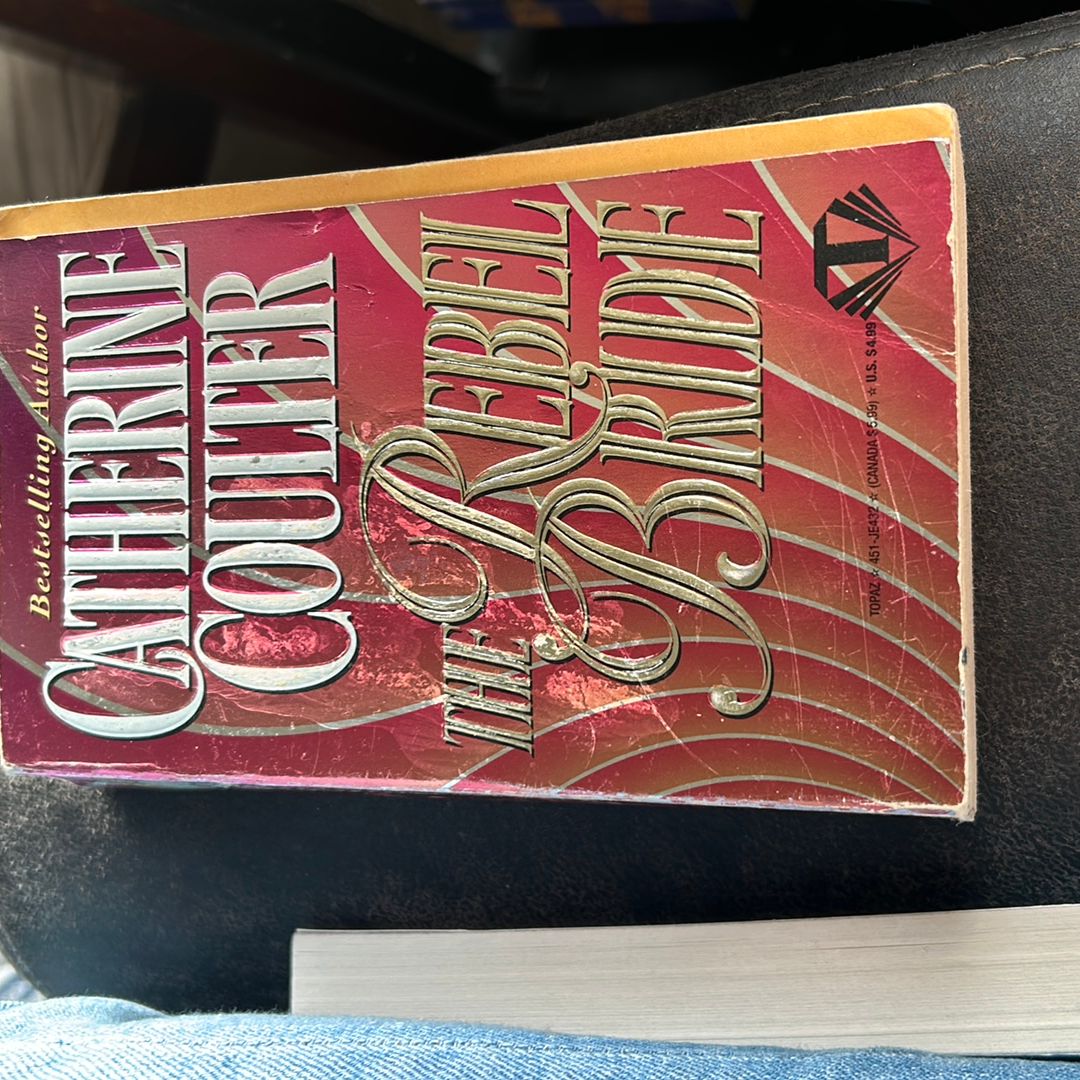 Bestselling Author
CATHERINE
COULTER
THE REBEL
BRIDE
T
TOPAZ ☆ 451-JE432 ☆ (CANADA $5.99) ☆ U.S. $4.99